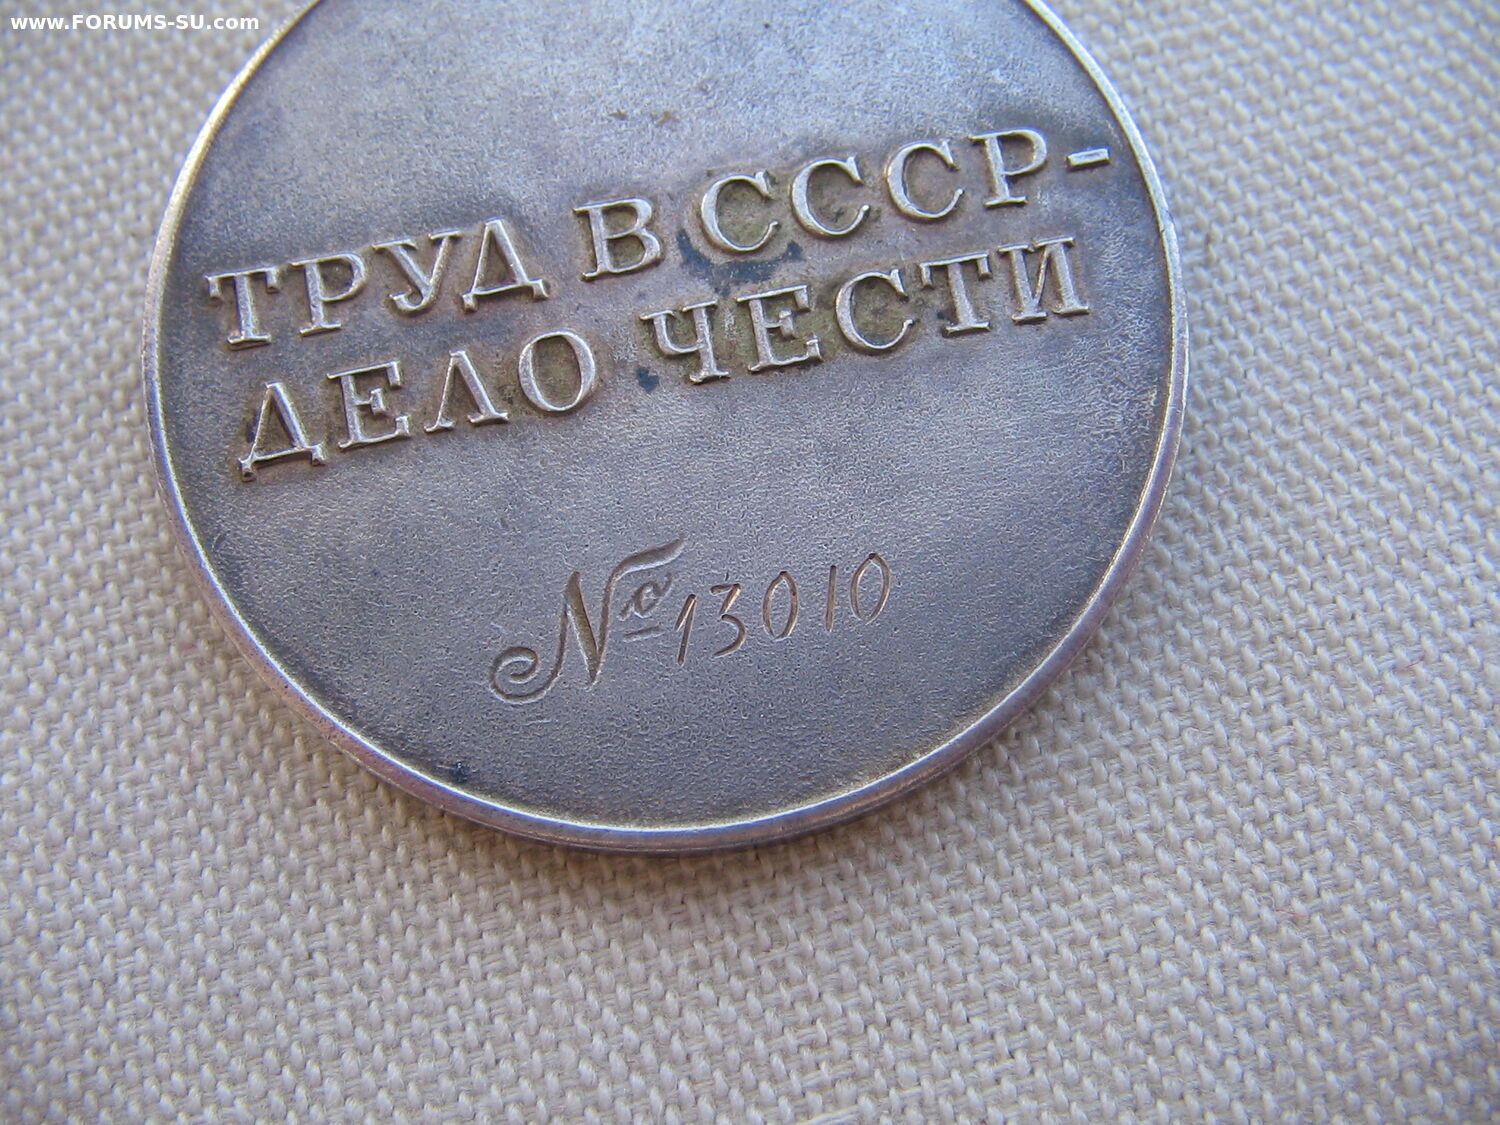 www.FORUMS-SU.com
ТРУД В СССР-
ДЕЛО ЧЕСТИ
№ 13010